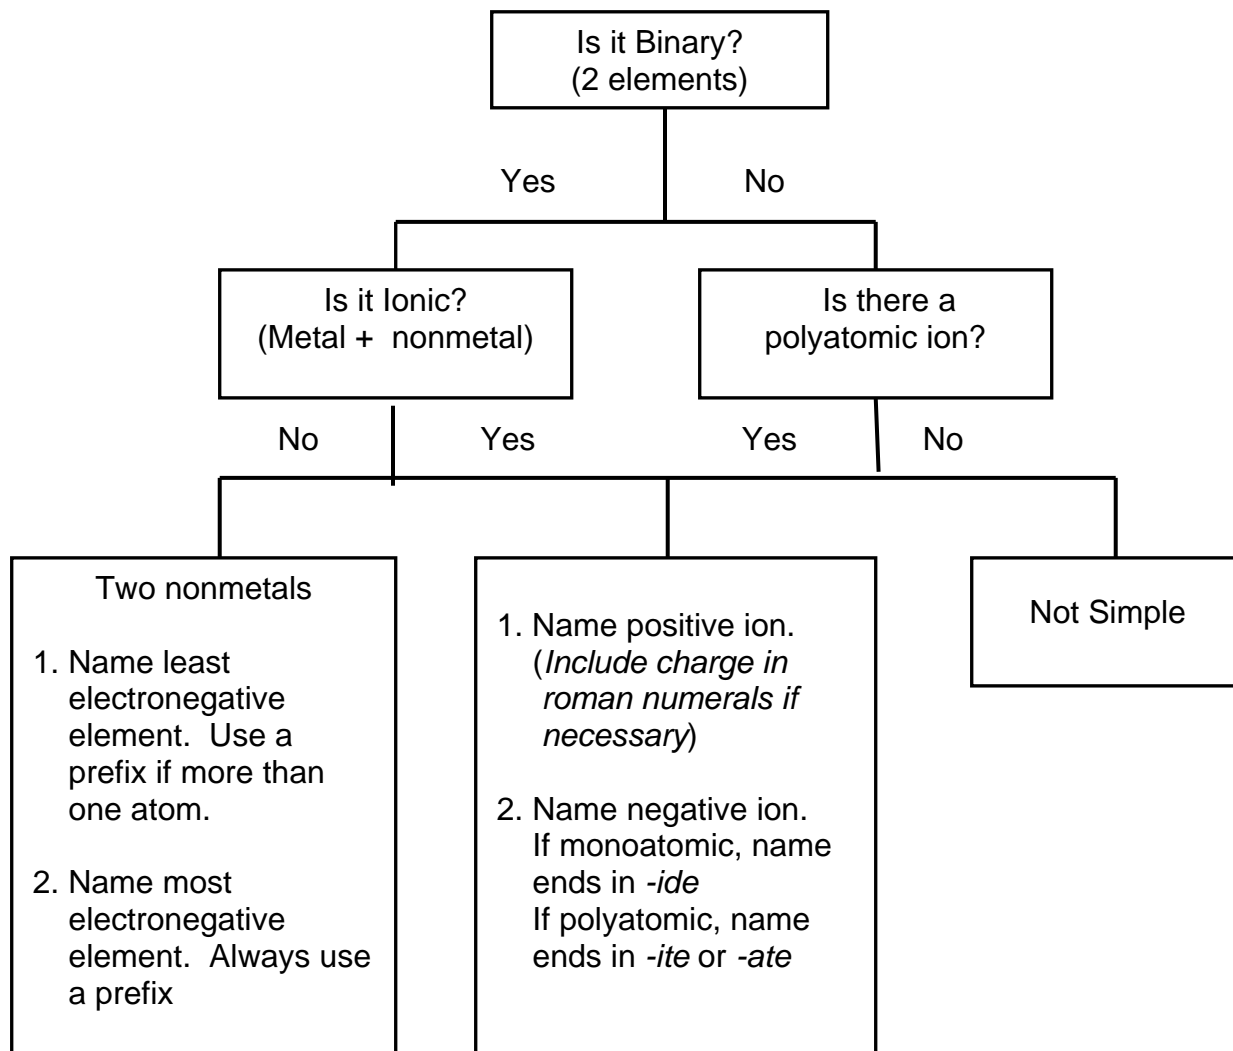 Is it Binary?
(2 elements)
Yes
No
Is it Ionic?
(Metal +  nonmetal)
Is there a
polyatomic ion?
No
Yes
Yes
No
Two nonmetals
1. Name least
electronegative
element.  Use a
prefix if more than
one atom.
2. Name most
electronegative
element.  Always use
a prefix
1. Name positive ion.
(Include charge in
roman numerals if
necessary)
2. Name negative ion.
If monoatomic, name
ends in -ide
If polyatomic, name
ends in -ite or -ate
Not Simple